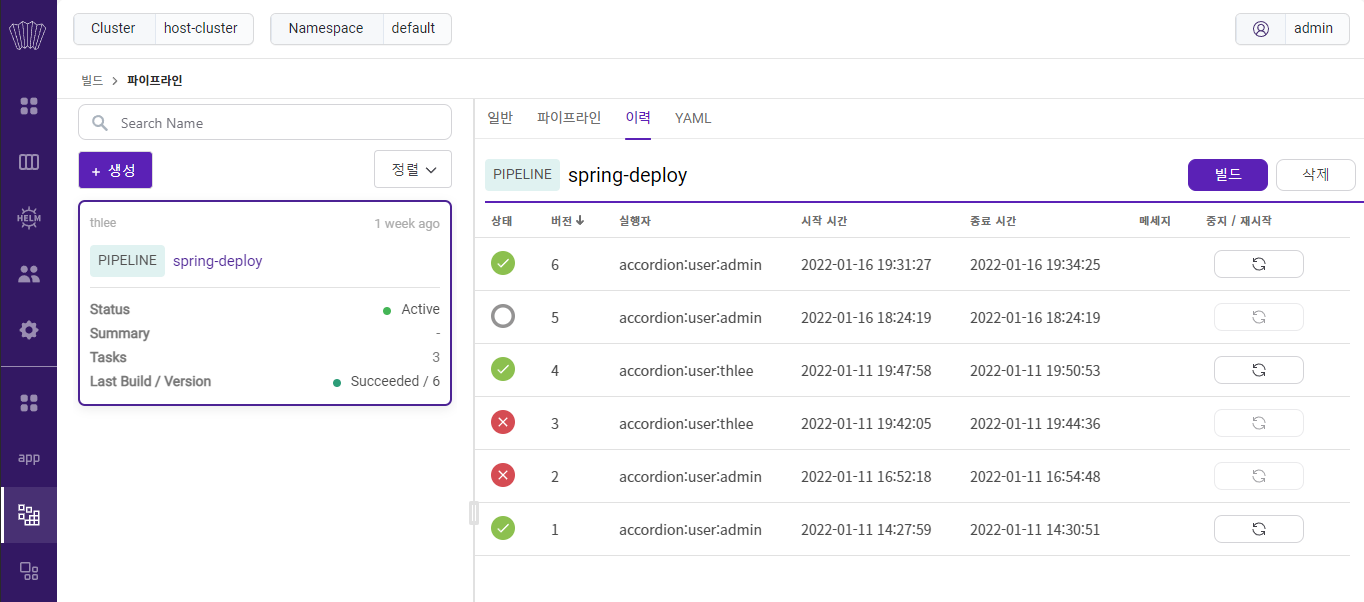 Cluster host-cluster Namespace default admin
빌드 > 파이프라인
Search Name
+ 생성 정렬
thlee 1 week ago
PIPELINE spring-deploy
Status Active
Summary -
Tasks 3
Last Build / Version Succeeded / 6
HELM
app
일반 파이프라인 이력 YAML
PIPELINE spring-deploy 빌드 삭제
상태 버전 실행자 시작 시간 종료 시간 메세지 중지 / 재시작
6 accordion:user:admin 2022-01-16 19:31:27 2022-01-16 19:34:25
5 accordion:user:admin 2022-01-16 18:24:19 2022-01-16 18:24:19
4 accordion:user:thlee 2022-01-11 19:47:58 2022-01-11 19:50:53
3 accordion:user:thlee 2022-01-11 19:42:05 2022-01-11 19:44:36
2 accordion:user:admin 2022-01-11 16:52:18 2022-01-11 16:54:48
1 accordion:user:admin 2022-01-11 14:27:59 2022-01-11 14:30:51